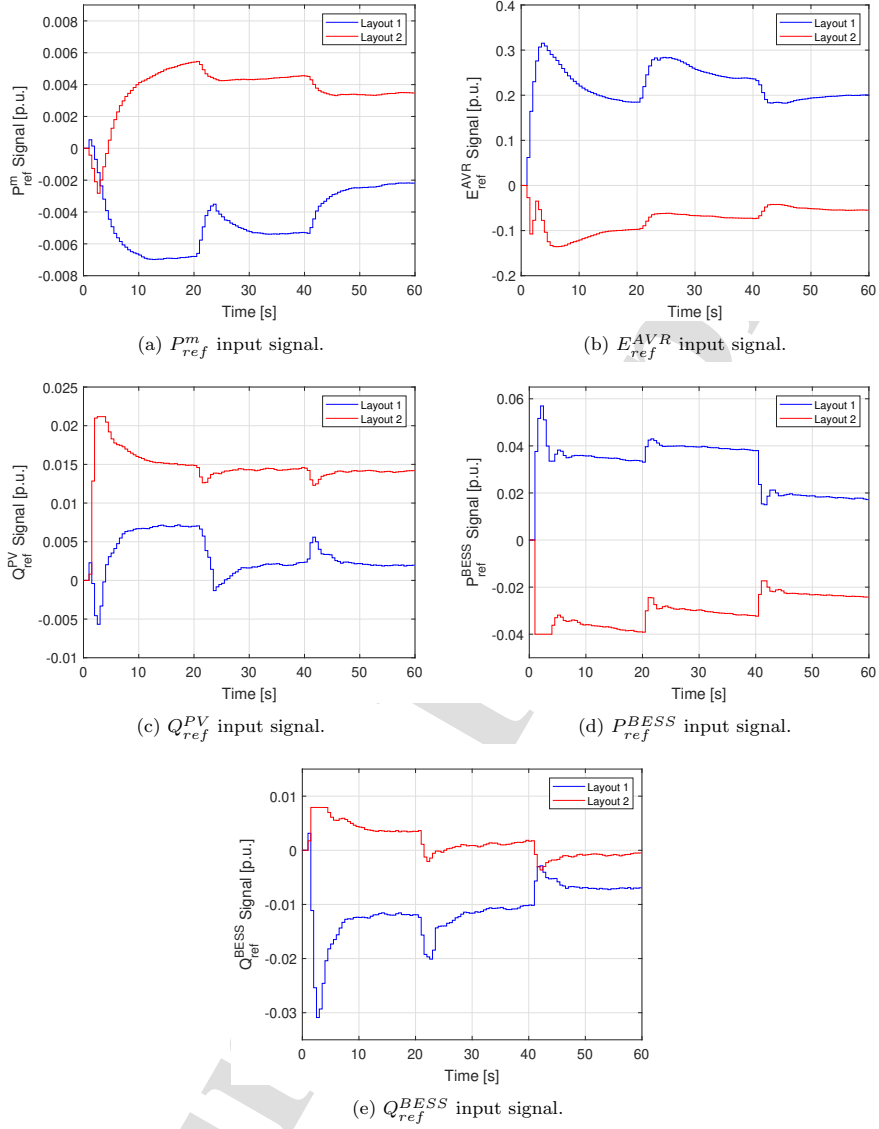 0.008
0.006
0.004
0.002
0
-0.002
-0.004
-0.006
-0.008
P^m_ref Signal [p.u.]
Layout 1
Layout 2
0 10 20 30 40 50 60
Time [s]
(a) P^m_ref input signal.
0.4
0.3
0.2
0.1
0
-0.1
-0.2
E^AVR_ref Signal [p.u.]
Layout 1
Layout 2
0 10 20 30 40 50 60
Time [s]
(b) E^AVR_ref input signal.
0.025
0.02
0.015
0.01
0.005
0
-0.005
-0.01
Q^PV_ref Signal [p.u.]
Layout 1
Layout 2
0 10 20 30 40 50 60
Time [s]
(c) Q^PV_ref input signal.
0.06
0.04
0.02
0
-0.02
-0.04
P^BESS_ref Signal [p.u.]
Layout 1
Layout 2
0 10 20 30 40 50 60
Time [s]
(d) P^BESS_ref input signal.
0.01
0
-0.01
-0.02
-0.03
Q^BESS_ref Signal [p.u.]
Layout 1
Layout 2
0 10 20 30 40 50 60
Time [s]
(e) Q^BESS_ref input signal.